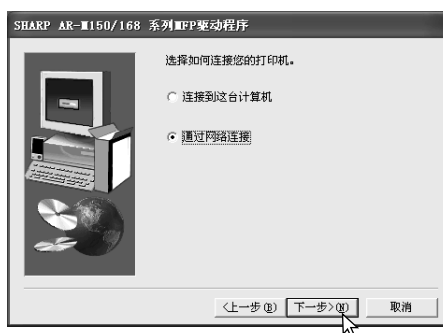 SHARP AR-M150/168 系列MFP驱动程序
选择如何连接您的打印机。
连接到这台计算机
通过网络连接
<上一步(B) 下一步>(N) 取消